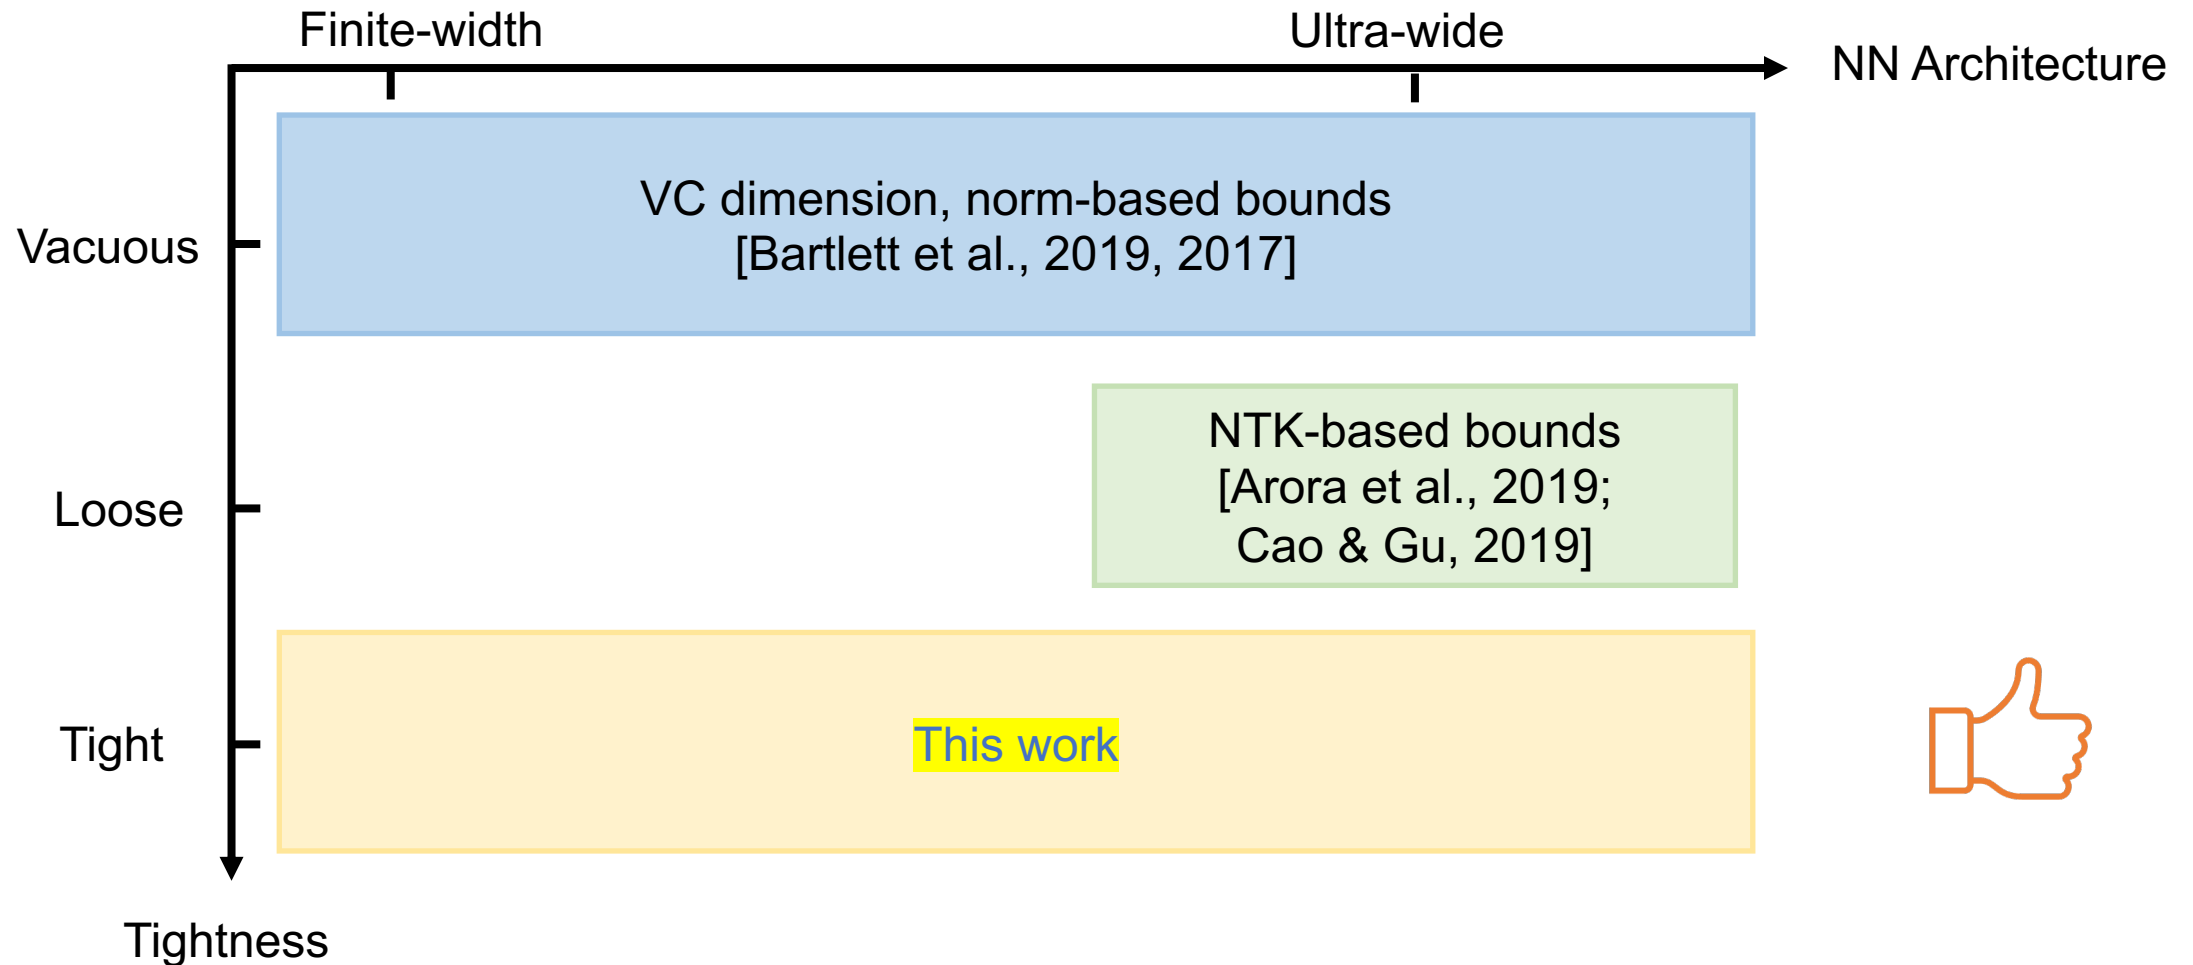 Finite-width
Ultra-wide
NN Architecture
Vacuous
VC dimension, norm-based bounds
[Bartlett et al., 2019, 2017]
Loose
NTK-based bounds
[Arora et al., 2019;
Cao & Gu, 2019]
Tight
This work
Tightness